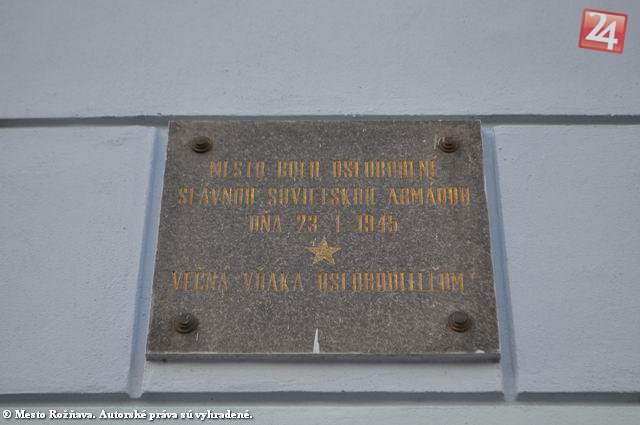 24
MESTO BOLO OSLOBODENÉ
SLÁVNOU SOVIETSKOU ARMÁDOU
DŇA 23 I 1945
VEČNÁ VĎAKA OSLOBODITEĽOM
© Mesto Rožňava. Autorské práva sú vyhradené.